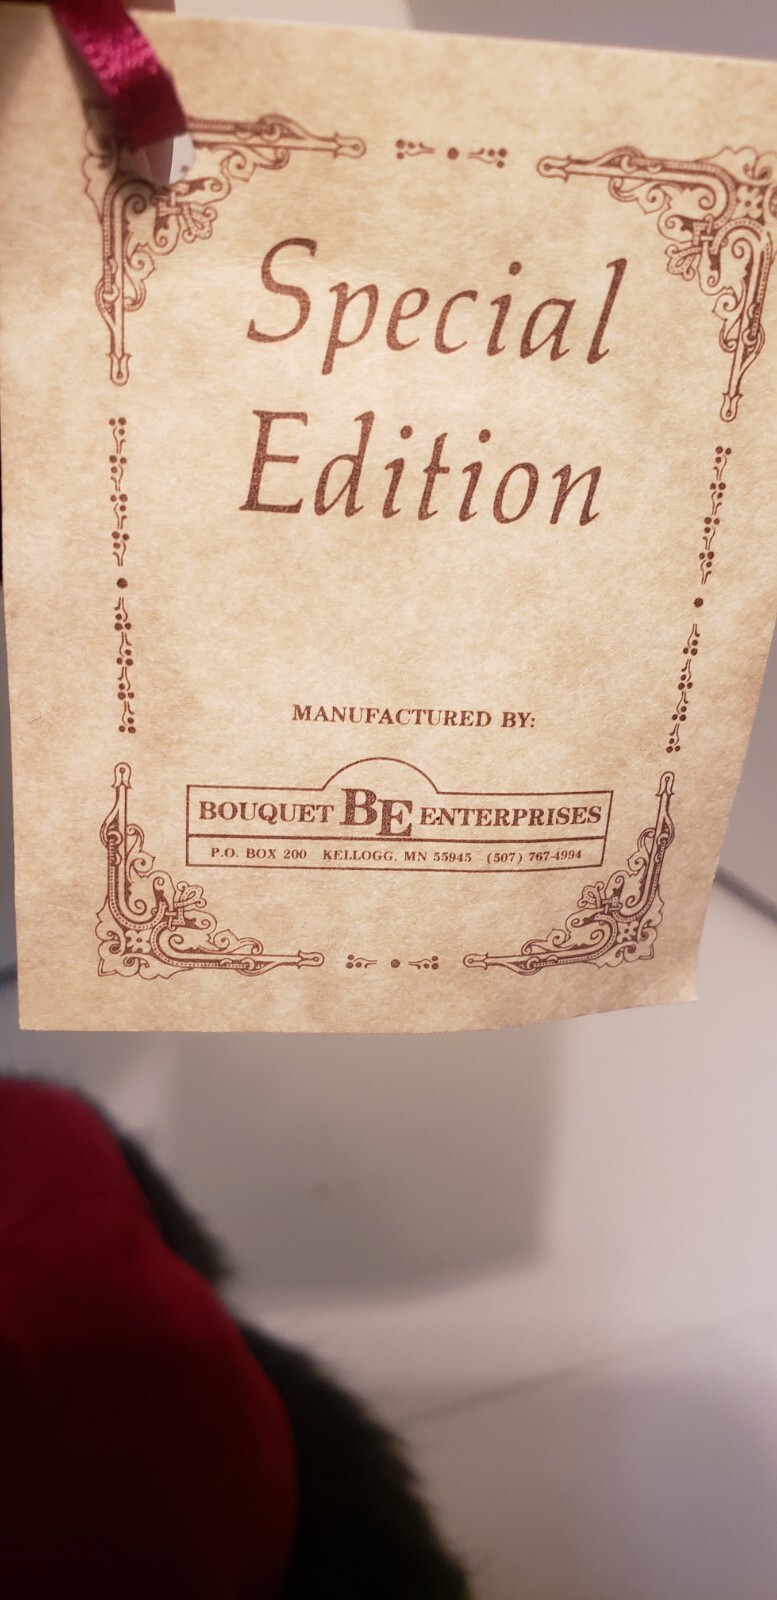 Special
Edition
MANUFACTURED BY:
BOUQUET BE ENTERPRISES
P.O. BOX 200 KELLOGG, MN 55945 (507) 767-4994